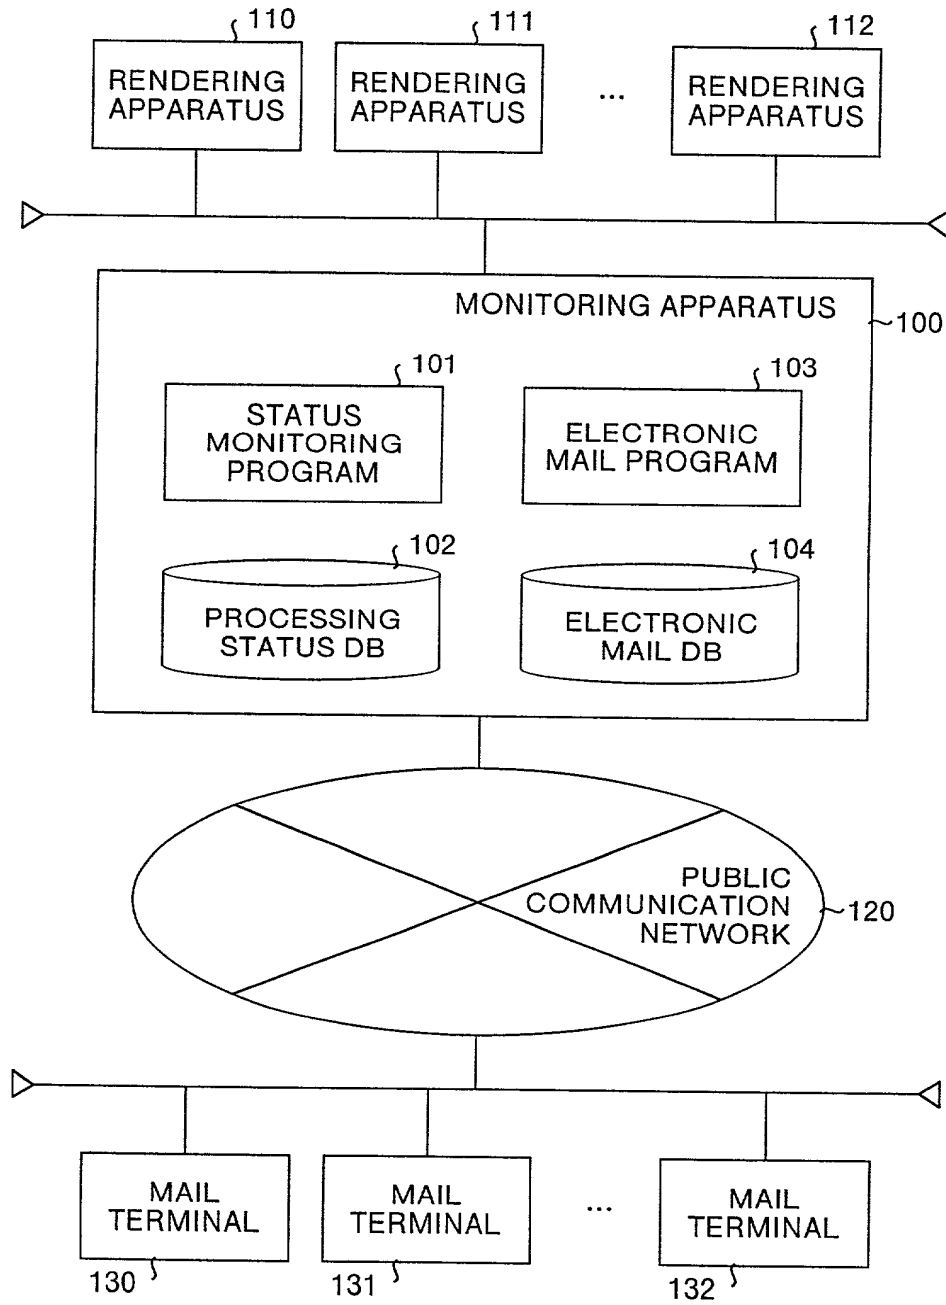 110
111
112
RENDERING
APPARATUS
RENDERING
APPARATUS
...
RENDERING
APPARATUS
MONITORING APPARATUS
100
101
103
STATUS
MONITORING
PROGRAM
ELECTRONIC
MAIL PROGRAM
102
104
PROCESSING
STATUS DB
ELECTRONIC
MAIL DB
PUBLIC
COMMUNICATION
NETWORK
120
MAIL
TERMINAL
MAIL
TERMINAL
...
MAIL
TERMINAL
130
131
132